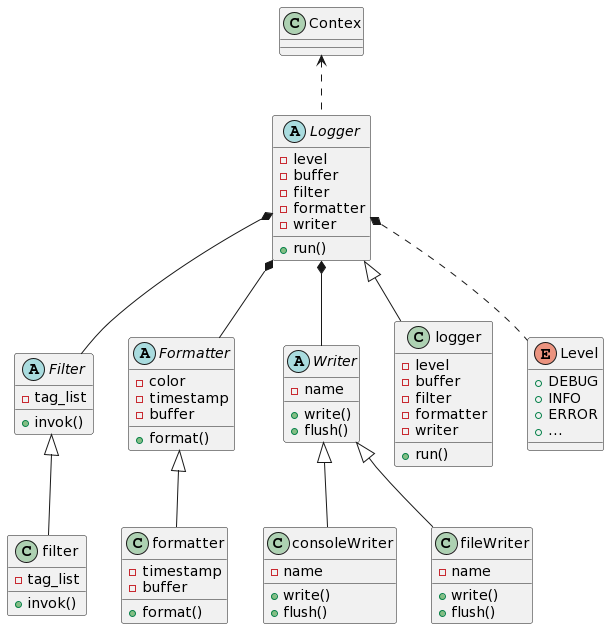 C Contex
A Logger
level
buffer
filter
formatter
writer
run()
A Filter
tag_list
invok()
A Formatter
color
timestamp
buffer
format()
A Writer
name
write()
flush()
C logger
level
buffer
filter
formatter
writer
run()
E Level
DEBUG
INFO
ERROR
...
C filter
tag_list
invok()
C formatter
timestamp
buffer
format()
C consoleWriter
name
write()
flush()
C fileWriter
name
write()
flush()